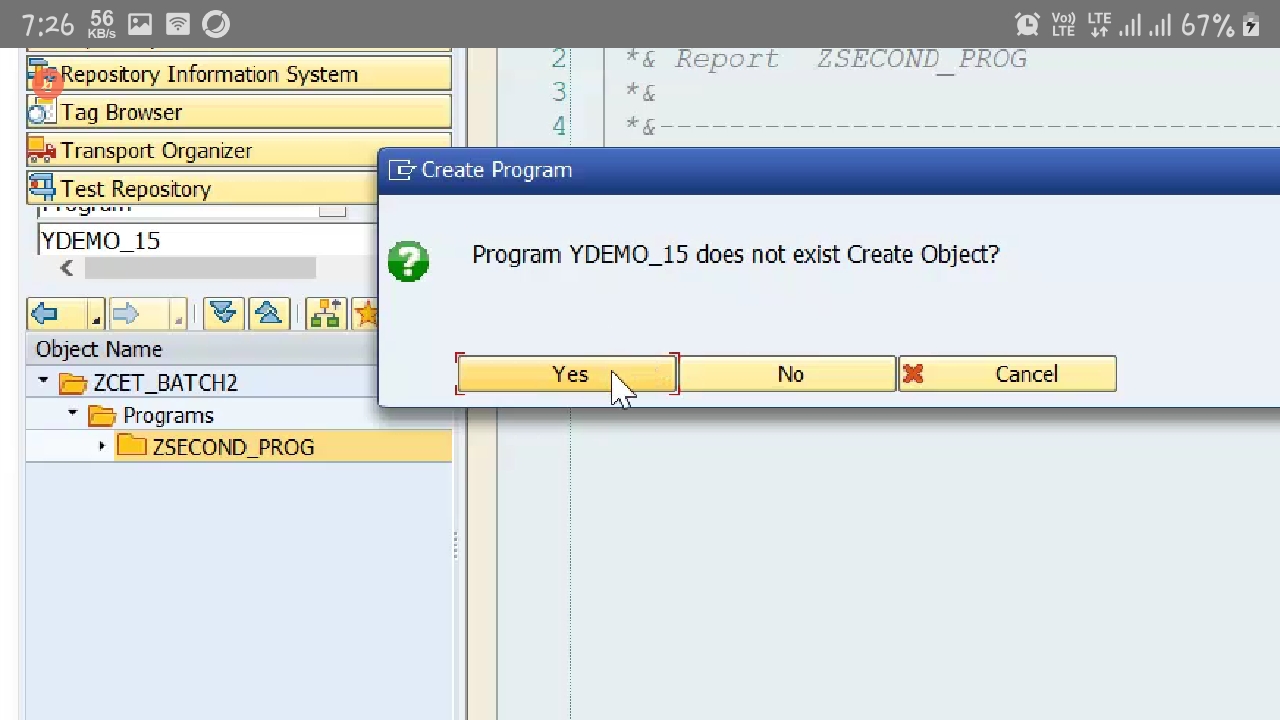 7:26 56 KB/s Vo)) LTE LTE 67%
Repository Information System
Tag Browser
Transport Organizer
Test Repository
Program
YDEMO_15
Object Name
ZCET_BATCH2
Programs
ZSECOND_PROG
2 *& Report ZSECOND_PROG
3 *&
4 *&---------------------------------
Create Program
Program YDEMO_15 does not exist Create Object?
Yes No Cancel